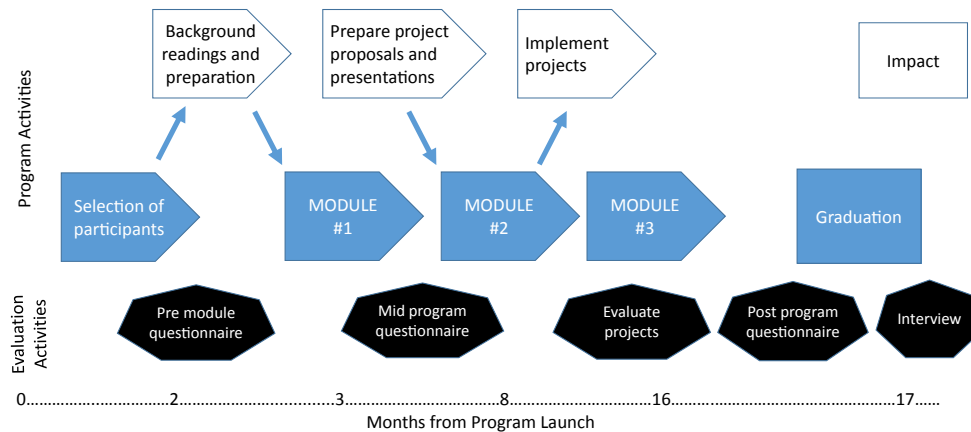 Background
readings and
preparation
Prepare project
proposals and
presentations
Implement
projects
Impact
Program Activities
Selection of
participants
MODULE
#1
MODULE
#2
MODULE
#3
Graduation
Evaluation
Activities
Pre module
questionnaire
Mid program
questionnaire
Evaluate
projects
Post program
questionnaire
Interview
0.......................2.........................3.........................8.......................16....................................17.......
Months from Program Launch